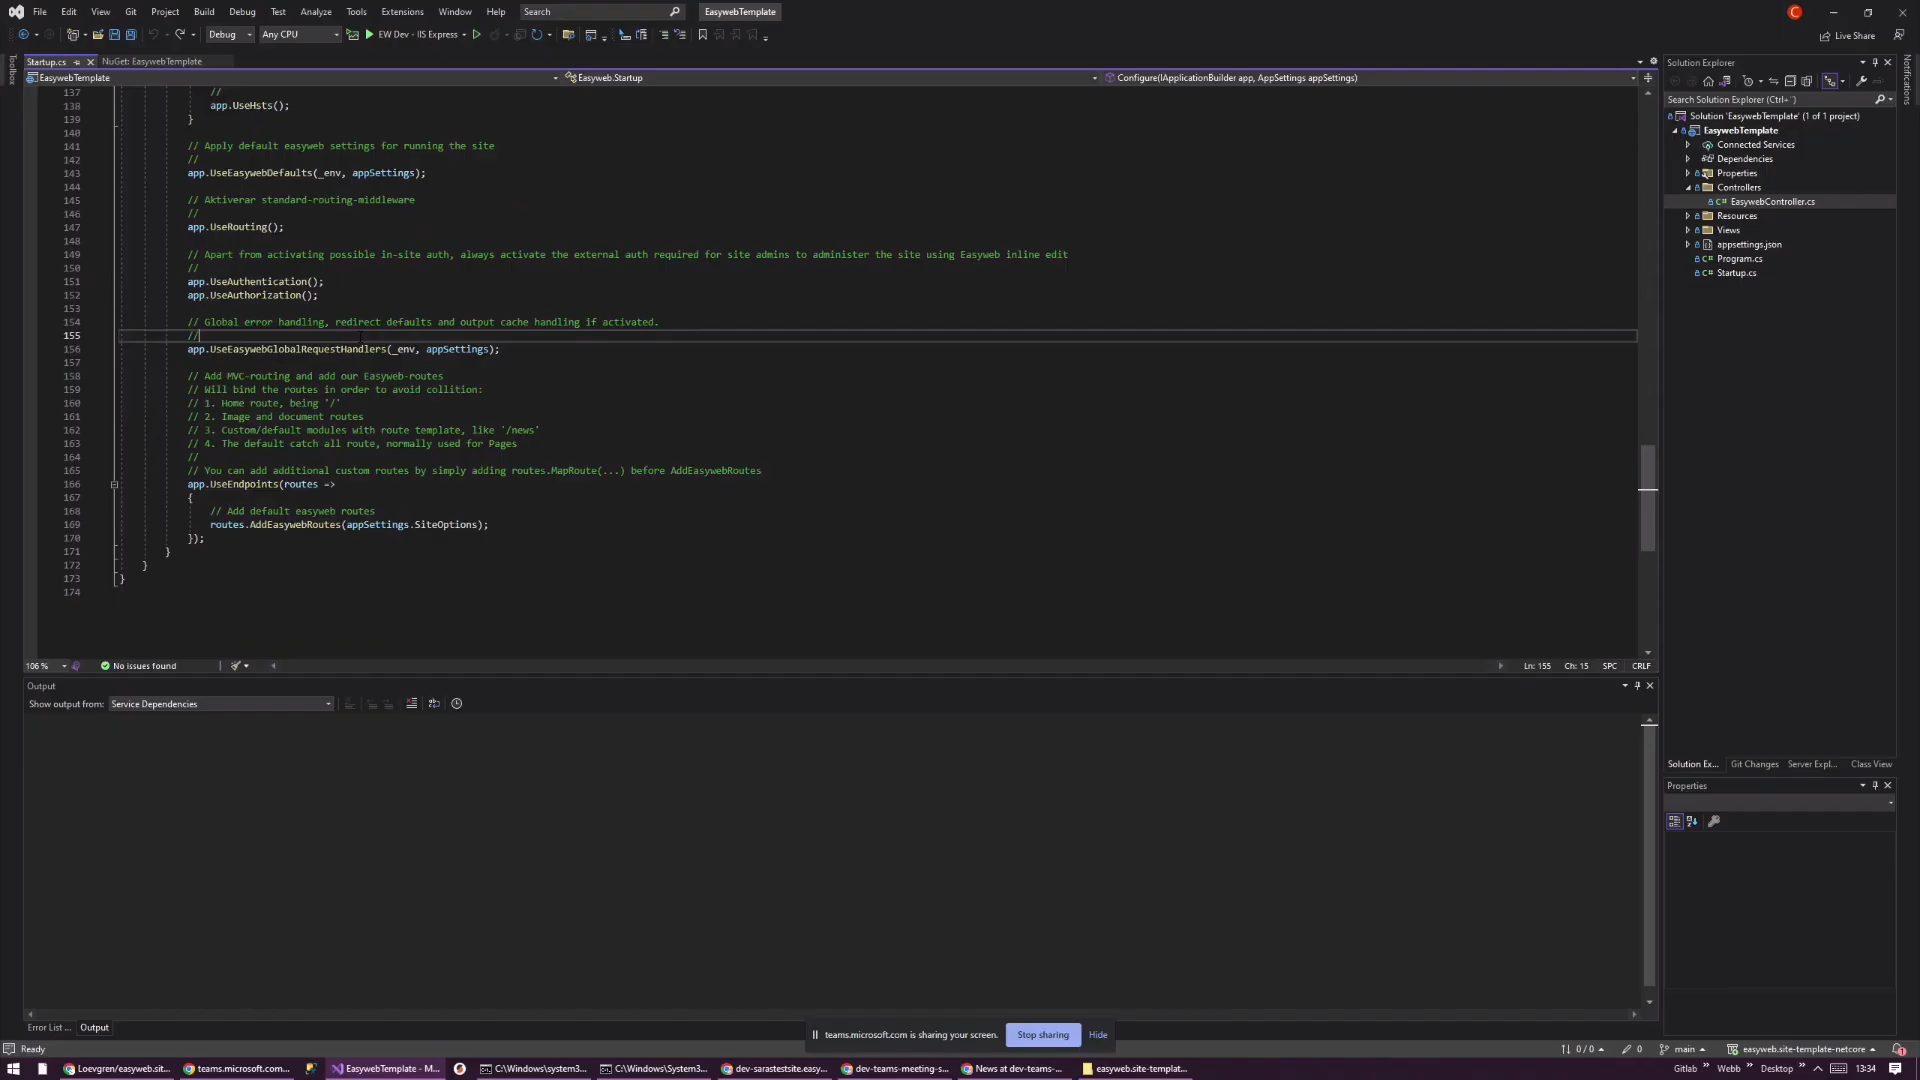 File Edit View Git Project Build Debug Test Analyze Tools Extensions Window Help Search EasywebTemplate
Debug Any CPU EW Dev - IIS Express Live Share
Startup.cs NuGet: EasywebTemplate
EasywebTemplate Easyweb.Startup Configure(IApplicationBuilder app, AppSettings appSettings)
137 //
138 app.UseHsts();
139 }
140
141 // Apply default easyweb settings for running the site
142 //
143 app.UseEasywebDefaults(_env, appSettings);
144
145 // Aktiverar standard-routing-middleware
146 //
147 app.UseRouting();
148
149 // Apart from activating possible in-site auth, always activate the external auth required for site admins to administer the site using Easyweb inline edit
150 //
151 app.UseAuthentication();
152 app.UseAuthorization();
153
154 // Global error handling, redirect defaults and output cache handling if activated.
155 //
156 app.UseEasywebGlobalRequestHandlers(_env, appSettings);
157
158 // Add MVC-routing and add our Easyweb-routes
159 // Will bind the routes in order to avoid collition:
160 // 1. Home route, being '/'
161 // 2. Image and document routes
162 // 3. Custom/default modules with route template, like '/news'
163 // 4. The default catch all route, normally used for Pages
164 //
165 // You can add additional custom routes by simply adding routes.MapRoute(...) before AddEasywebRoutes
166 app.UseEndpoints(routes =>
167 {
168 // Add default easyweb routes
169 routes.AddEasywebRoutes(appSettings.SiteOptions);
170 });
171 }
172 }
173 }
174
106 % No issues found Ln: 155 Ch: 15 SPC CRLF
Output
Show output from: Service Dependencies
Error List ... Output
Toolbox
Solution Explorer
Search Solution Explorer (Ctrl+¨)
Solution 'EasywebTemplate' (1 of 1 project)
EasywebTemplate
Connected Services
Dependencies
Properties
Controllers
EasywebController.cs
Resources
Views
appsettings.json
Program.cs
Startup.cs
Solution Ex... Git Changes Server Expl... Class View
Properties
Notifications
teams.microsoft.com is sharing your screen. Stop sharing Hide
Ready 0 / 0 0 main easyweb.site-template-netcore
Loevgren/easyweb.sit... teams.microsoft.com... EasywebTemplate - M... C:\Windows\system3... C:\Windows\System3... dev-sarastestsite.easy... dev-teams-meeting-s... News at dev-teams-... easyweb.site-templat... Gitlab Webb Desktop 13:34